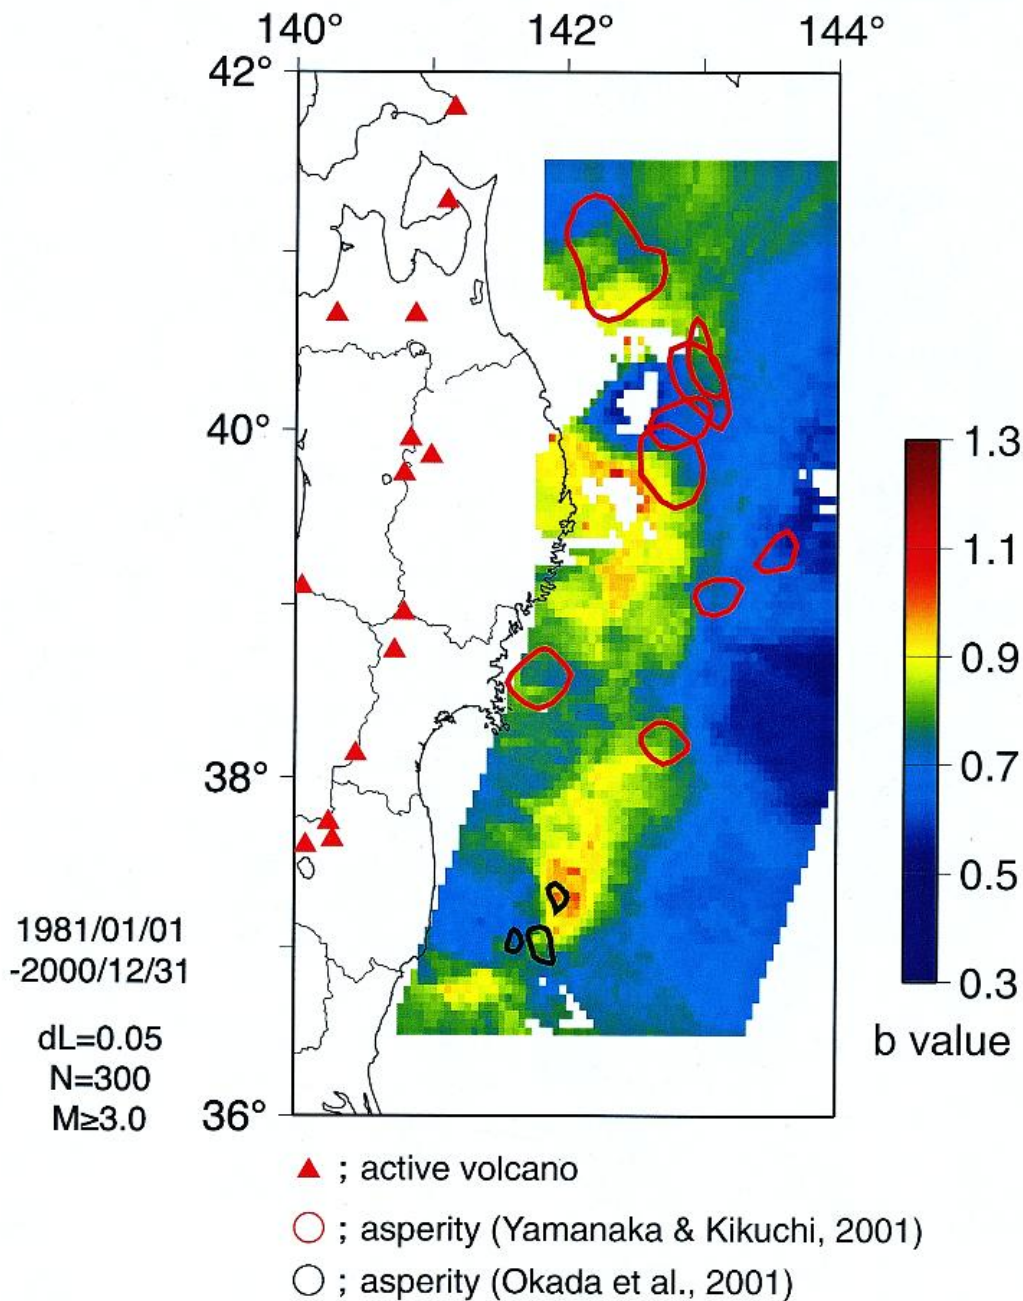 140° 142° 144°
42°
40°
38°
36°
1.3
1.1
0.9
0.7
0.5
0.3
b value
1981/01/01
-2000/12/31
dL=0.05
N=300
M≥3.0
; active volcano
; asperity (Yamanaka & Kikuchi, 2001)
; asperity (Okada et al., 2001)